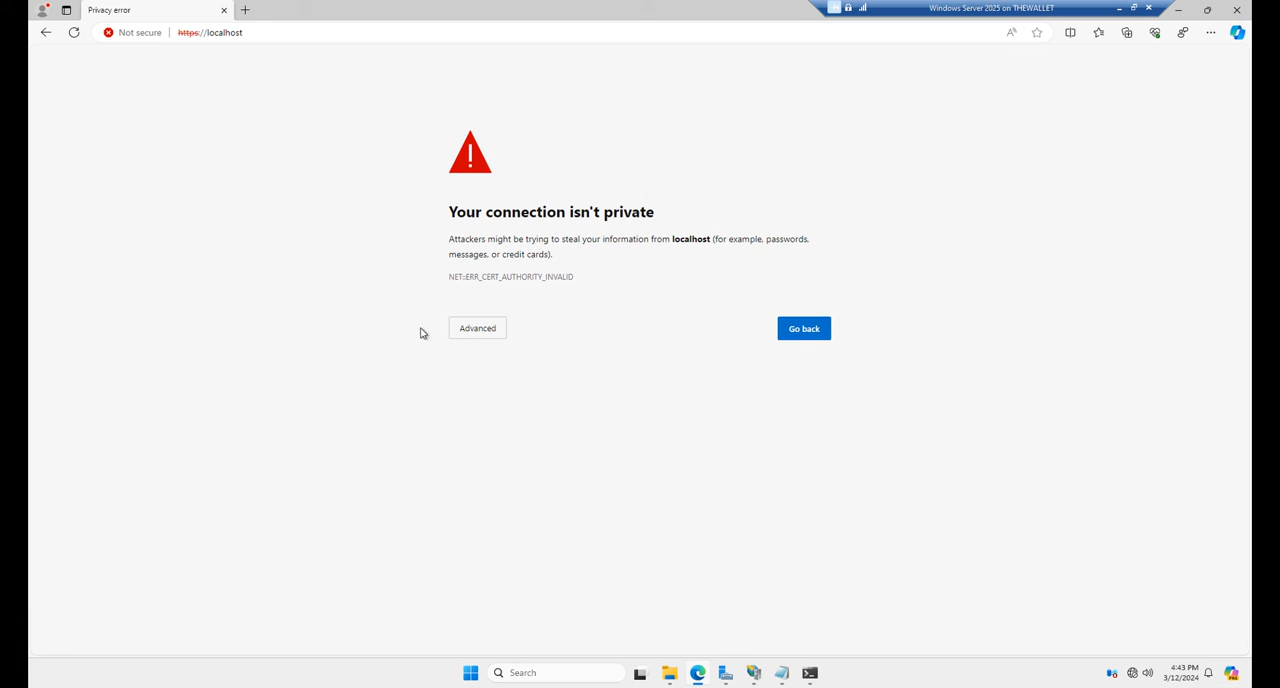 Privacy error
Windows Server 2025 on THEWALLET
Not secure
https://localhost
Your connection isn't private
Attackers might be trying to steal your information from localhost (for example, passwords,
messages, or credit cards).
NET::ERR_CERT_AUTHORITY_INVALID
Advanced
Go back
Search
4:43 PM
3/12/2024